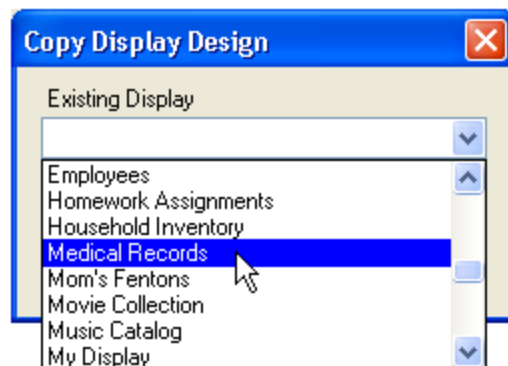 Copy Display Design
Existing Display
Employees
Homework Assignments
Household Inventory
Medical Records
Mom's Fentons
Movie Collection
Music Catalog
My Display